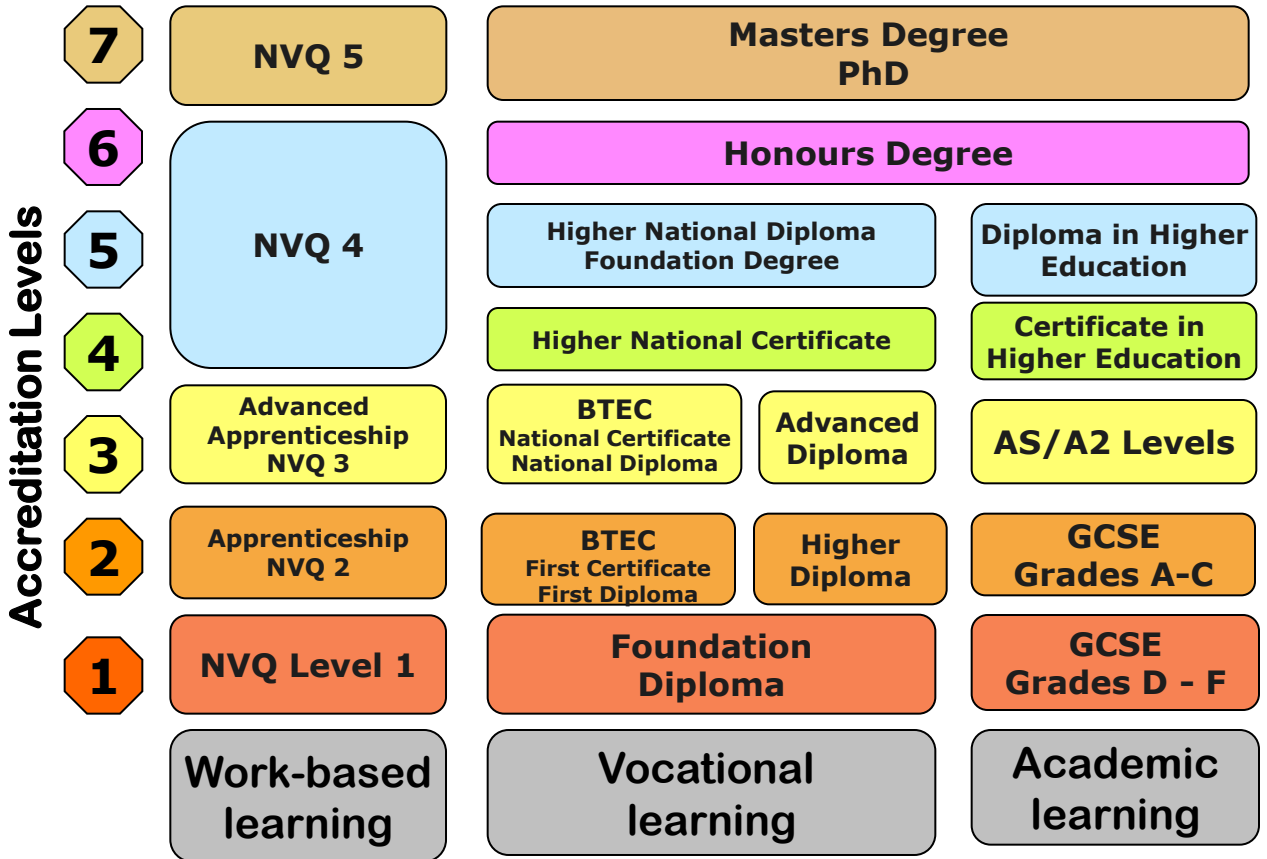 Accreditation Levels
7
NVQ 5
Masters Degree
PhD
6
Honours Degree
5
NVQ 4
Higher National Diploma
Foundation Degree
Diploma in Higher
Education
4
Higher National Certificate
Certificate in
Higher Education
3
Advanced
Apprenticeship
NVQ 3
BTEC
National Certificate
National Diploma
Advanced
Diploma
AS/A2 Levels
2
Apprenticeship
NVQ 2
BTEC
First Certificate
First Diploma
Higher
Diploma
GCSE
Grades A-C
1
NVQ Level 1
Foundation
Diploma
GCSE
Grades D - F
Work-based
learning
Vocational
learning
Academic
learning